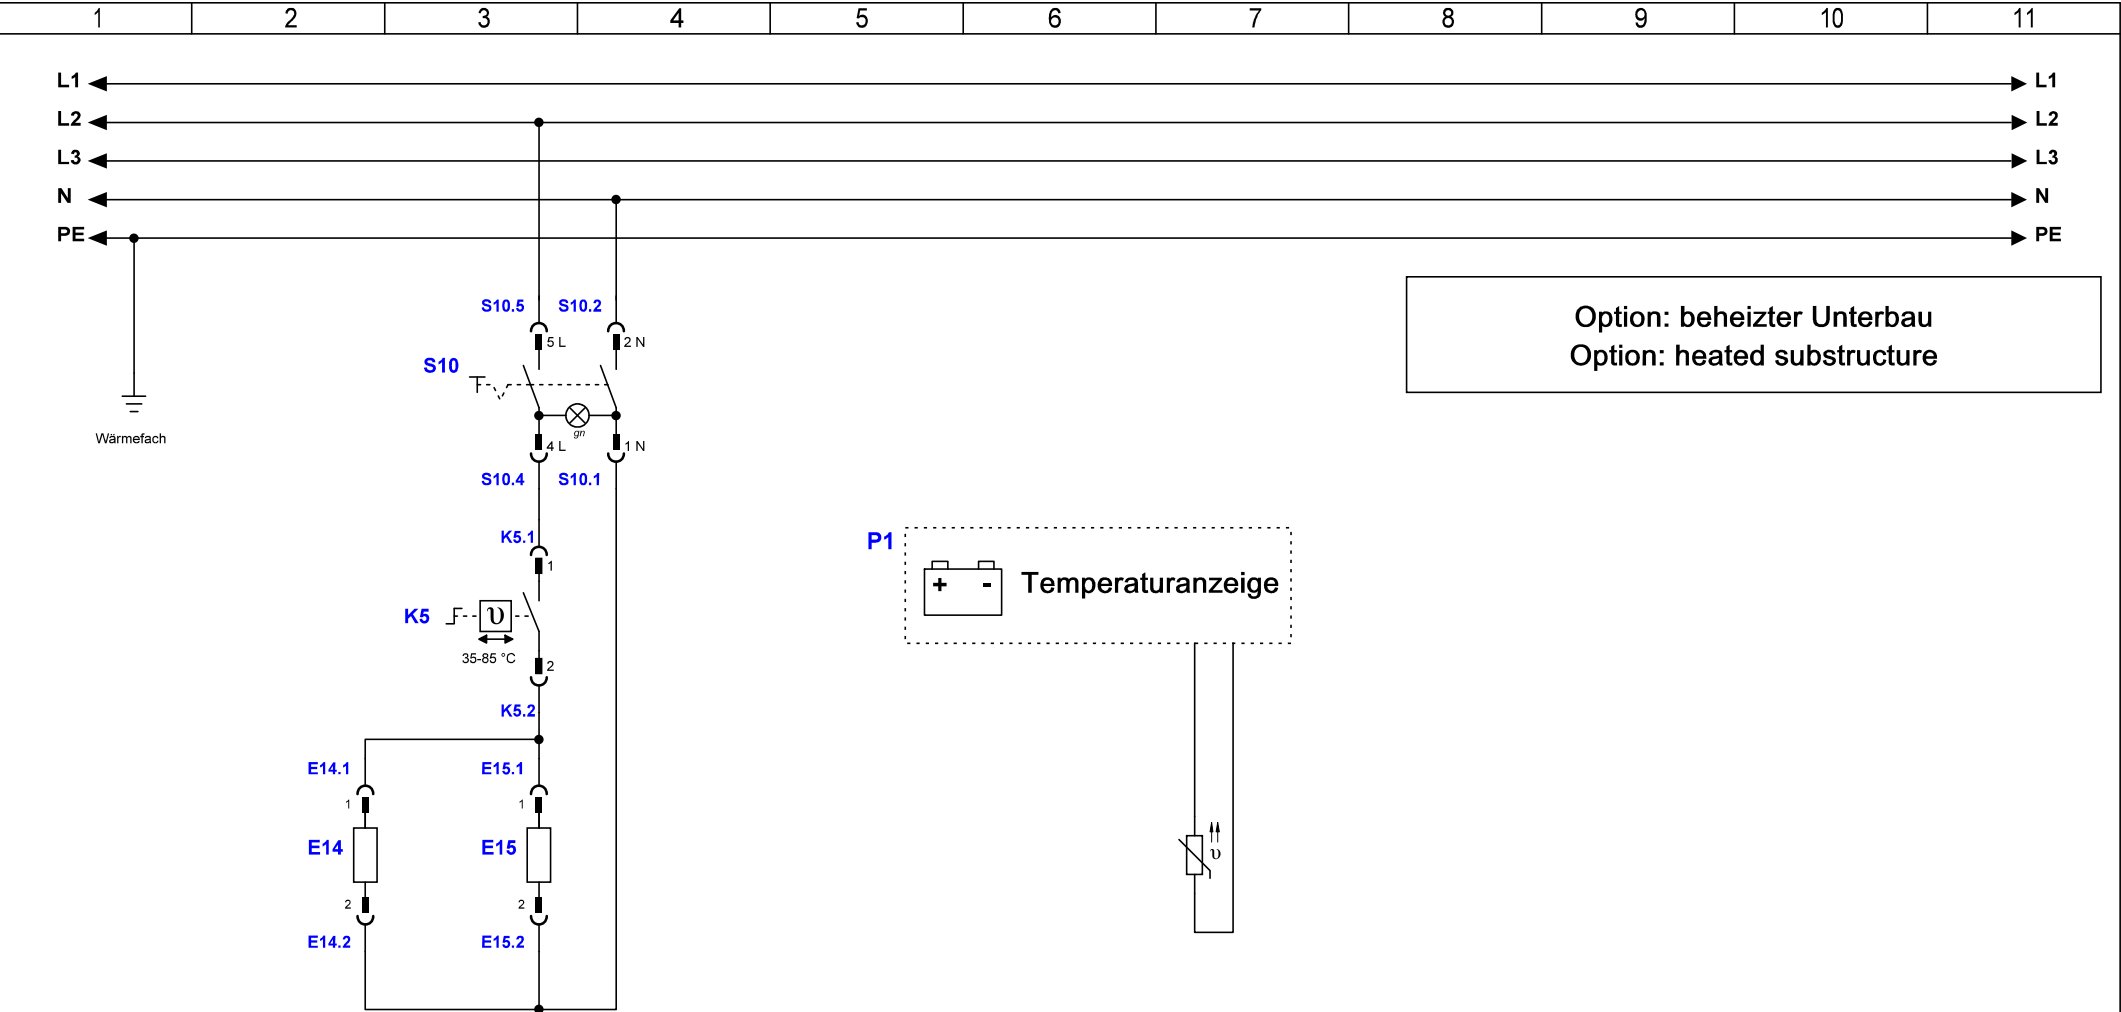 1 2 3 4 5 6 7 8 9 10 11
L1 L1
L2 L2
L3 L3
N N
PE PE
S10.5 S10.2
Option: beheizter Unterbau
Option: heated substructure
5 L 2 N
S10
gn
Wärmefach
4 L 1 N
S10.4 S10.1
K5.1
P1
1
+ - Temperaturanzeige
K5 υ
35-85 °C
2
K5.2
E14.1 E15.1
1 1
E14 E15 υ
2 2
E14.2 E15.2